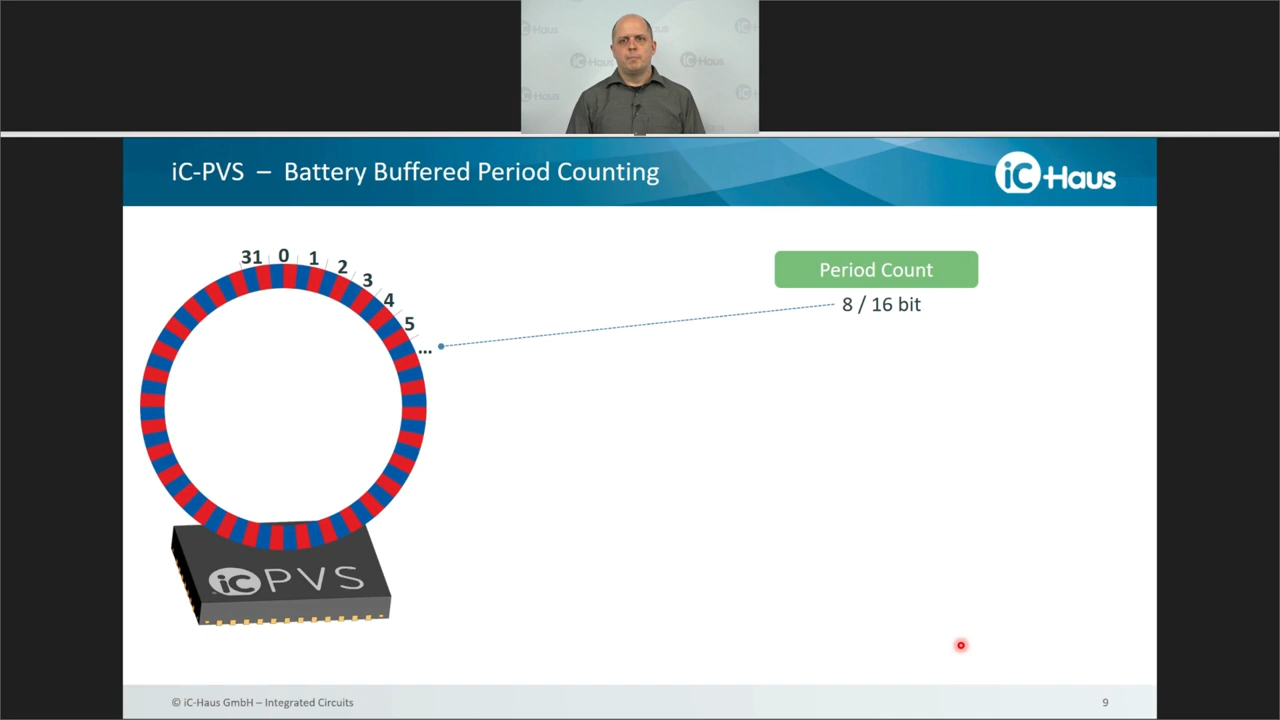 iC-PVS – Battery Buffered Period Counting
iC Haus
31 0 1 2 3 4 5 ...
Period Count
8 / 16 bit
iC PVS
© iC-Haus GmbH – Integrated Circuits
9